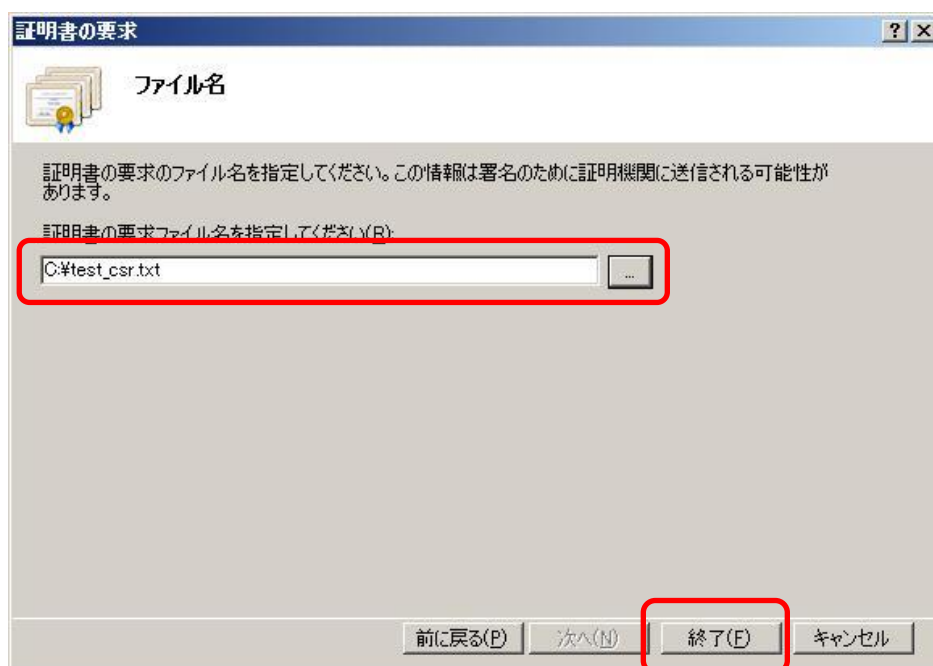 証明書の要求
ファイル名
証明書の要求のファイル名を指定してください。この情報は署名のために証明機関に送信される可能性が
あります。
証明書の要求ファイル名を指定してください(R):
C:¥test_csr.txt
...
前に戻る(P) 次へ(N) 終了(F) キャンセル